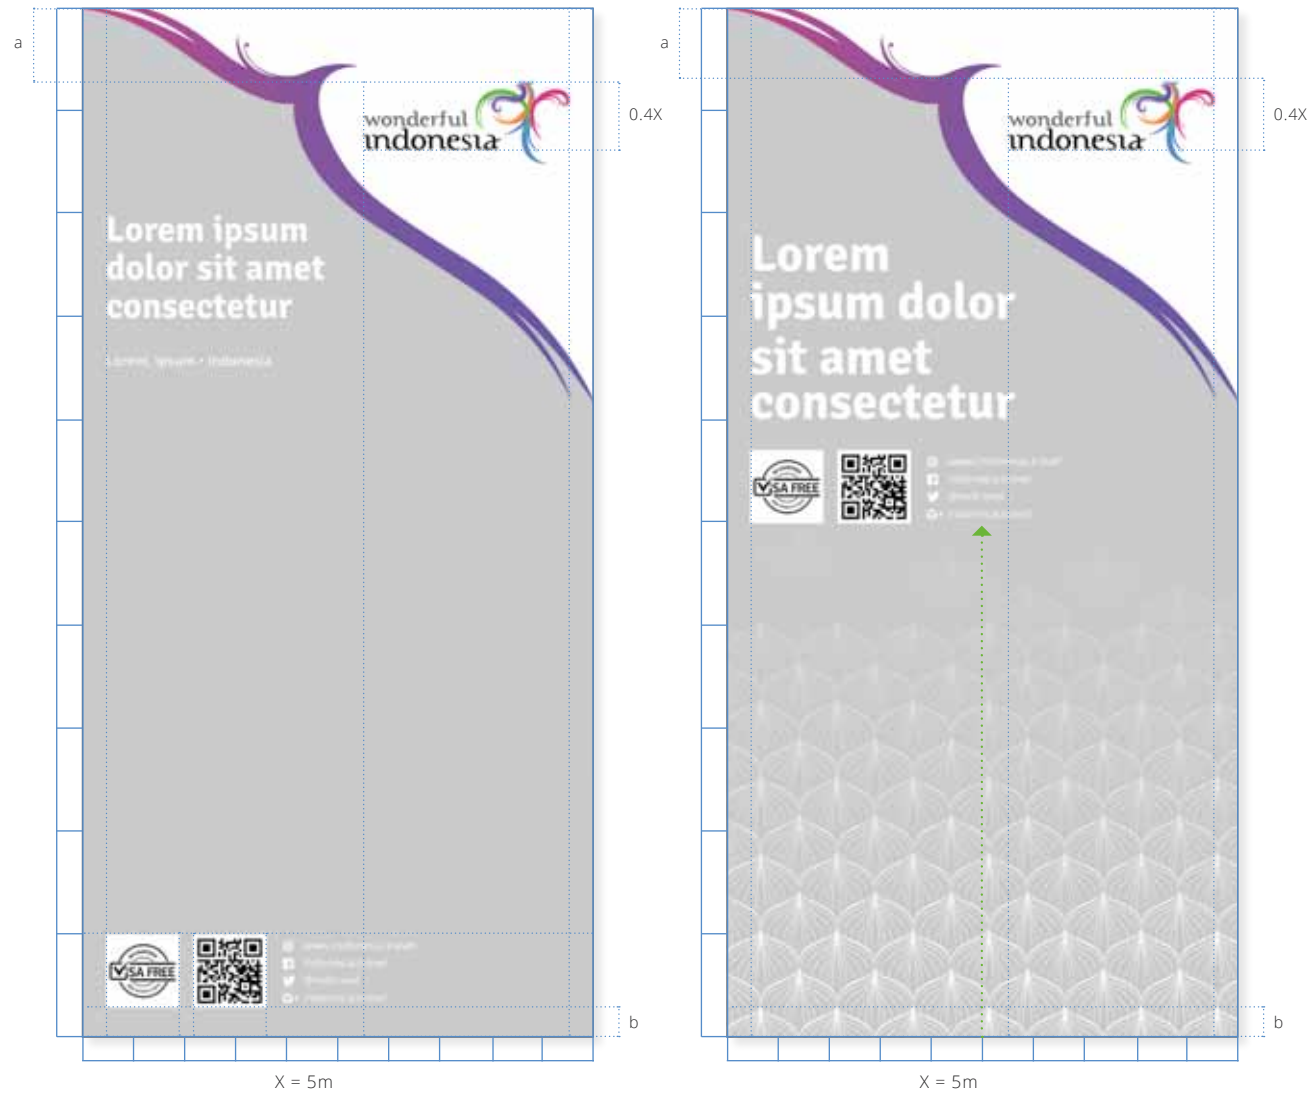 a
0.4X
wonderful
indonesia
Lorem ipsum
dolor sit amet
consectetur
Lorem, ipsum • Indonesia
VISA FREE
b
X = 5m
a
0.4X
wonderful
indonesia
Lorem
ipsum dolor
sit amet
consectetur
VISA FREE
b
X = 5m